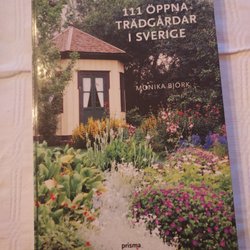 111 ÖPPNA
TRÄDGÅRDAR
I SVERIGE
MONIKA BJÖRK
prisma